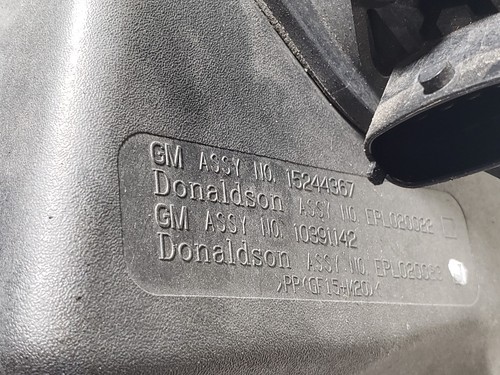 GM ASSY NO. 15244367
Donaldson ASSY NO. EPL020022
GM ASSY NO. 10391142
Donaldson ASSY NO.
>PP(GF15+M20)<